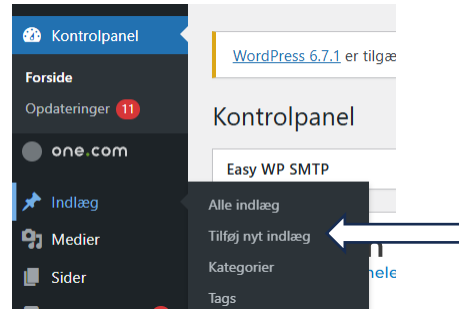 Kontrolpanel
Forside
Opdateringer 11
one.com
Indlæg
Medier
Sider
WordPress 6.7.1 er tilgæ
Kontrolpanel
Easy WP SMTP
Alle indlæg
Tilføj nyt indlæg
Kategorier
Tags